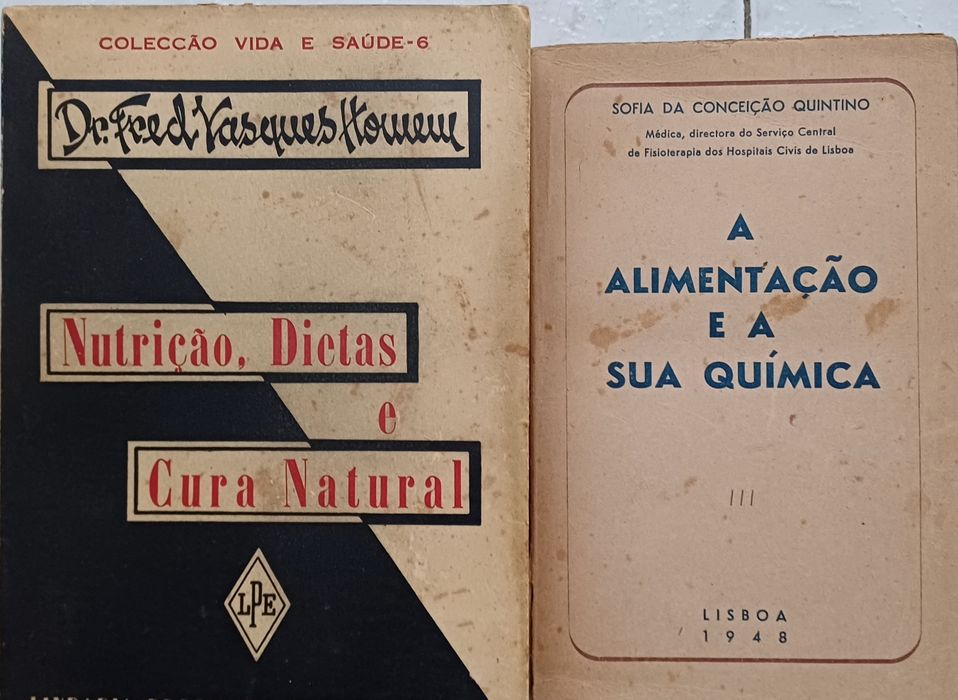 COLECCÃO VIDA E SAÚDE-6
Dr. Fred Vasques Homem
Nutrição, Dietas
e
Cura Natural
LPE
SOFIA DA CONCEIÇÃO QUINTINO
Médica, directora do Serviço Central
de Fisioterapia dos Hospitais Civis de Lisboa
A
ALIMENTAÇÃO
E A
SUA QUÍMICA
III
LISBOA
1948